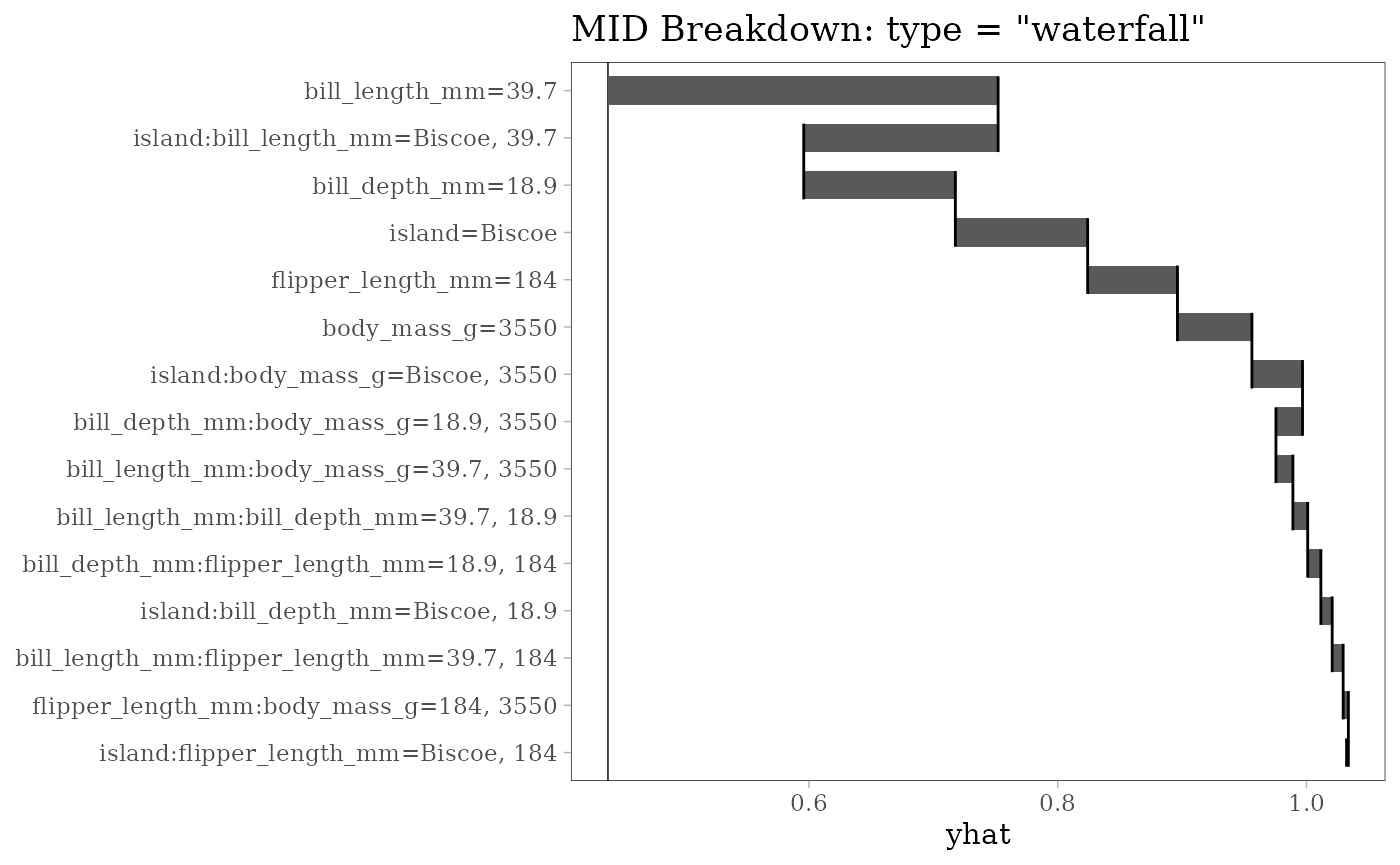 MID Breakdown: type = "waterfall"
bill_length_mm=39.7
island:bill_length_mm=Biscoe, 39.7
bill_depth_mm=18.9
island=Biscoe
flipper_length_mm=184
body_mass_g=3550
island:body_mass_g=Biscoe, 3550
bill_depth_mm:body_mass_g=18.9, 3550
bill_length_mm:body_mass_g=39.7, 3550
bill_length_mm:bill_depth_mm=39.7, 18.9
bill_depth_mm:flipper_length_mm=18.9, 184
island:bill_depth_mm=Biscoe, 18.9
bill_length_mm:flipper_length_mm=39.7, 184
flipper_length_mm:body_mass_g=184, 3550
island:flipper_length_mm=Biscoe, 184
0.6 0.8 1.0
yhat